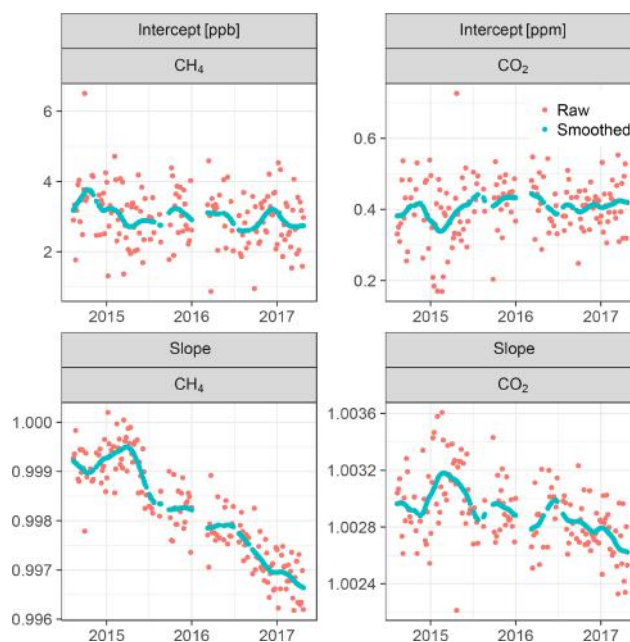 Intercept [ppb]
CH₄
6
4
2
2015 2016 2017
Intercept [ppm]
CO₂
Raw
Smoothed
0.6
0.4
0.2
2015 2016 2017
Slope
CH₄
1.000
0.999
0.998
0.997
0.996
2015 2016 2017
Slope
CO₂
1.0036
1.0032
1.0028
1.0024
2015 2016 2017